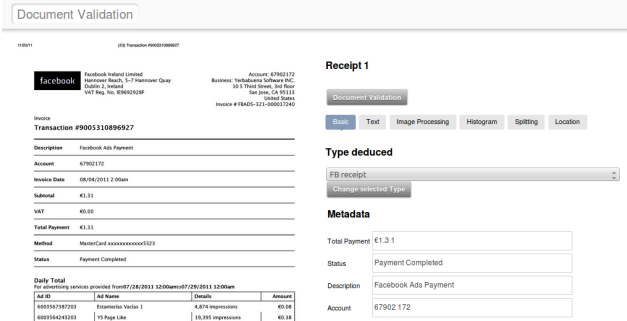 Document Validation
11/20/11
(23) Transaction #9005310896927
facebook
Facebook Ireland Limited
Hannover Reach, 5-7 Hannover Quay
Dublin 2, Ireland
VAT Reg. No. IE9692928F
Account: 67902172
Business: Yerbabuena Software INC.
10 S Third Street, 3rd floor
San Jose, CA 95113
United States
Invoice # FBADS-321-000017240
Invoice
Transaction #9005310896927
Description Facebook Ads Payment
Account 67902172
Invoice Date 08/04/2011 2:00am
Subtotal €1.31
VAT €0.00
Total Payment €1.31
Method MasterCard xxxxxxxxxxxx5323
Status Payment Completed
Daily Total
For advertising services provided from07/28/2011 12:00amto07/29/2011 12:00am
Ad ID Ad Name Details Amount
6003567387203 Estanterías Vacías 1 4,874 impressions €0.08
6003564243203 YS Page Like 19,395 impressions €0.38
Receipt 1
Document Validation
Basic Text Image Processing Histogram Splitting Location
Type deduced
FB receipt
Change selected Type
Metadata
Total Payment €1.3 1
Status Payment Completed
Description Facebook Ads Payment
Account 67902 172